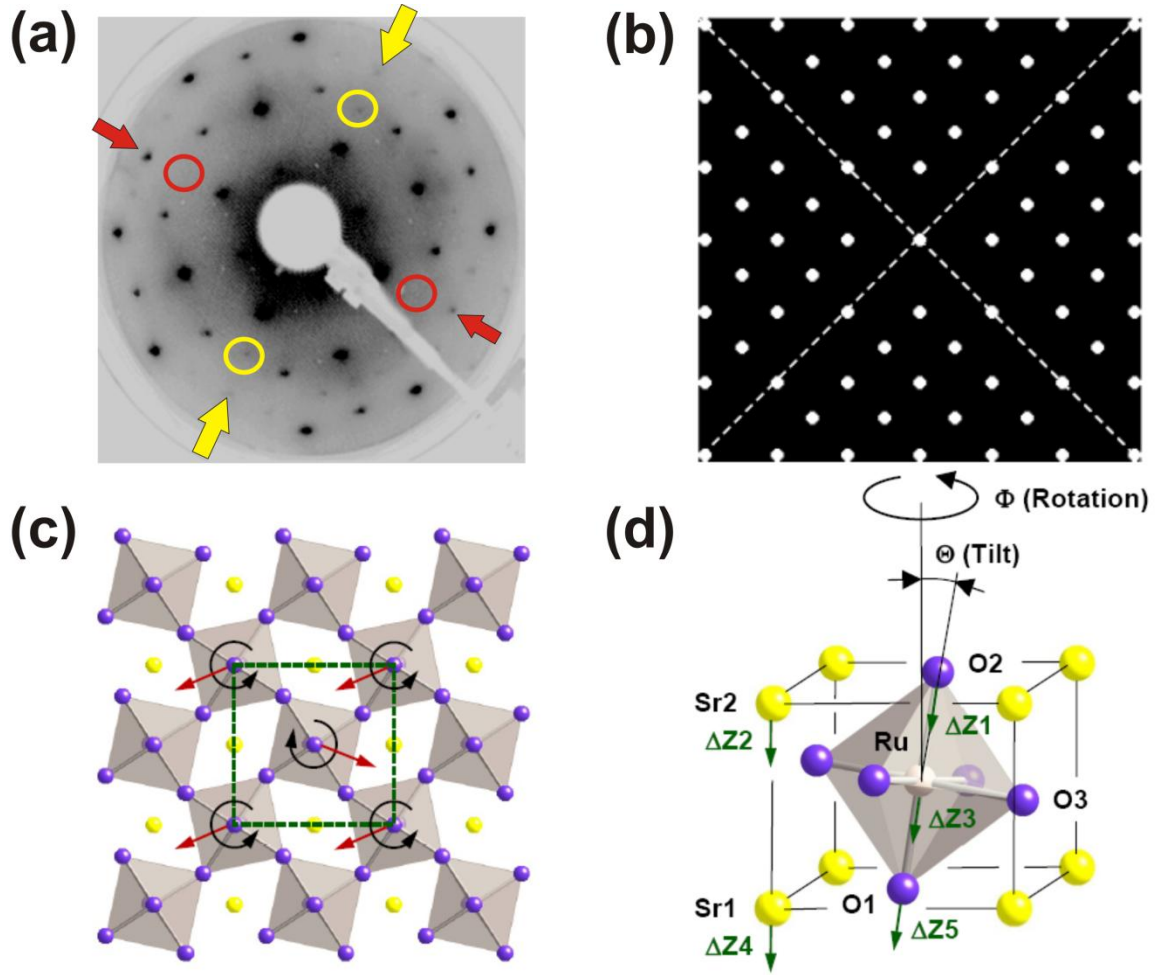 (a)
(b)
(c)
(d)
Φ (Rotation)
Θ (Tilt)
O2
Sr2
ΔZ1
ΔZ2
Ru
O3
ΔZ3
Sr1
O1
ΔZ4
ΔZ5